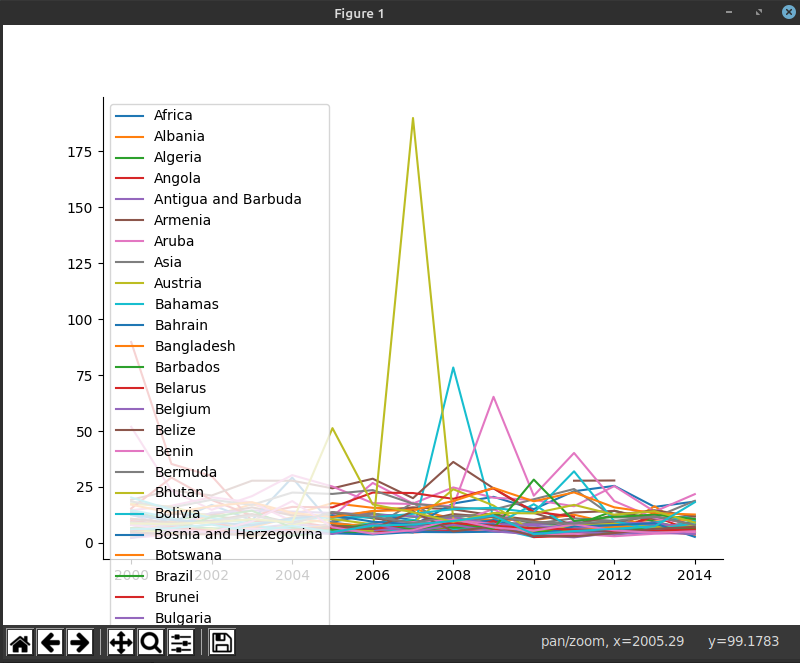 Figure 1
175
150
125
100
75
50
25
0
Africa
Albania
Algeria
Angola
Antigua and Barbuda
Armenia
Aruba
Asia
Austria
Bahamas
Bahrain
Bangladesh
Barbados
Belarus
Belgium
Belize
Benin
Bermuda
Bhutan
Bolivia
Bosnia and Herzegovina
Botswana
Brazil
Brunei
Bulgaria
2000 2002 2004 2006 2008 2010 2012 2014
pan/zoom, x=2005.29 y=99.1783